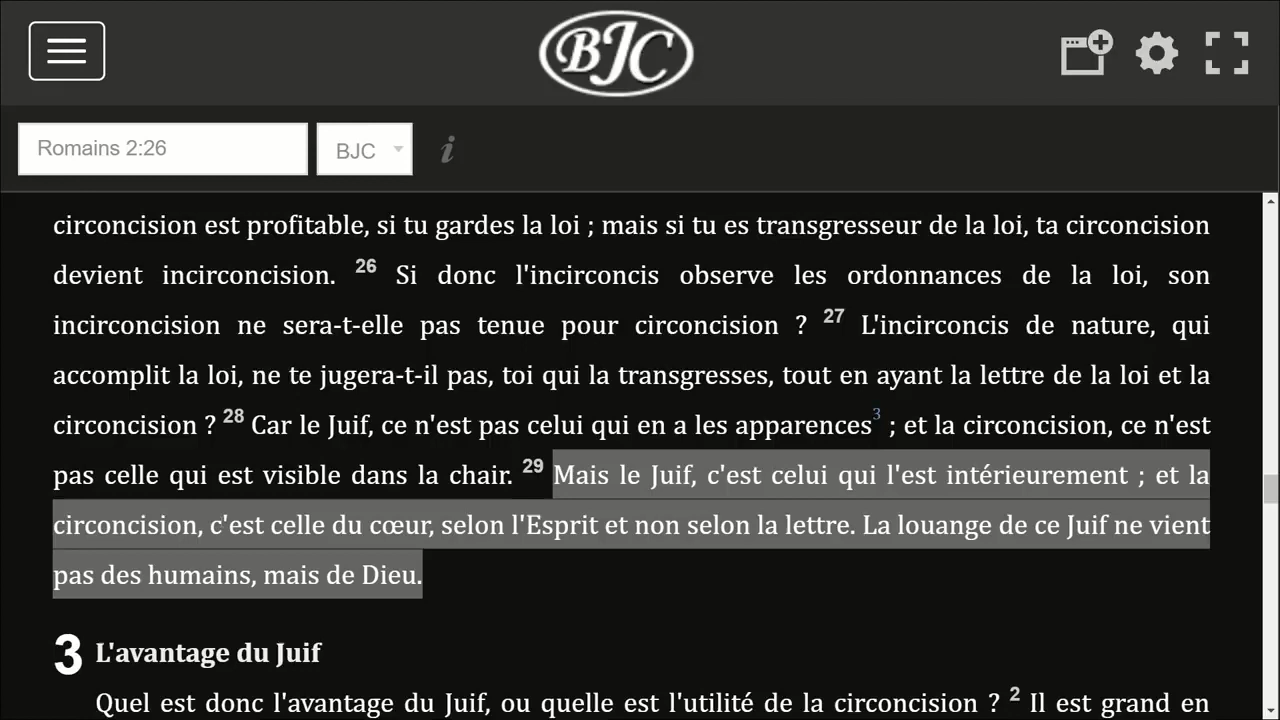 BJC
Romains 2:26
BJC
i
circoncision est profitable, si tu gardes la loi ; mais si tu es transgresseur de la loi, ta circoncision
devient incirconcision. 26 Si donc l'incirconcis observe les ordonnances de la loi, son
incirconcision ne sera-t-elle pas tenue pour circoncision ? 27 L'incirconcis de nature, qui
accomplit la loi, ne te jugera-t-il pas, toi qui la transgresses, tout en ayant la lettre de la loi et la
circoncision ? 28 Car le Juif, ce n'est pas celui qui en a les apparences3 ; et la circoncision, ce n'est
pas celle qui est visible dans la chair. 29 Mais le Juif, c'est celui qui l'est intérieurement ; et la
circoncision, c'est celle du cœur, selon l'Esprit et non selon la lettre. La louange de ce Juif ne vient
pas des humains, mais de Dieu.
3 L'avantage du Juif
Quel est donc l'avantage du Juif, ou quelle est l'utilité de la circoncision ? 2 Il est grand en